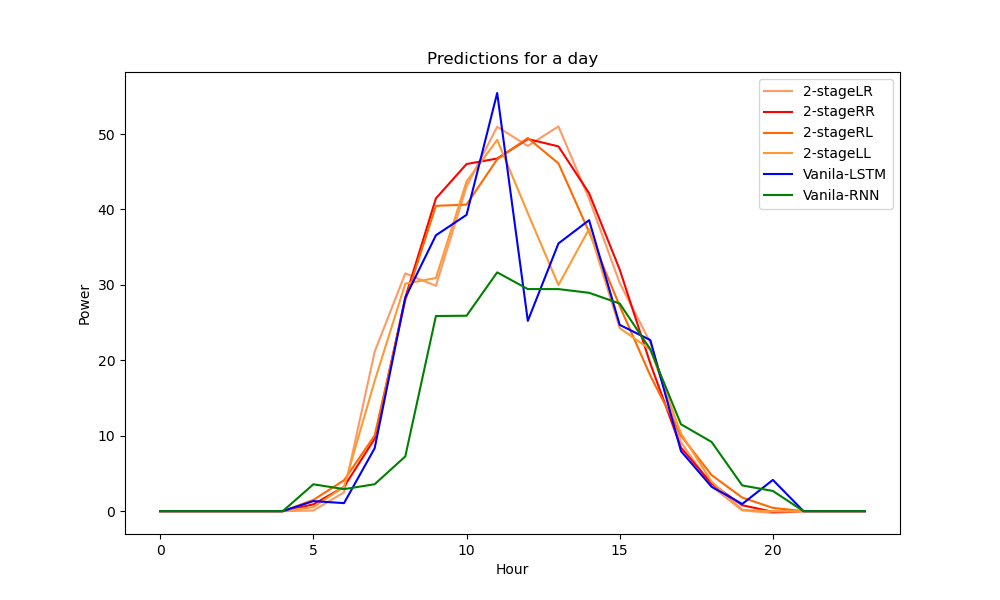 Predictions for a day
2-stageLR
2-stageRR
2-stageRL
2-stageLL
Vanila-LSTM
Vanila-RNN
Power
50
40
30
20
10
0
0 5 10 15 20
Hour